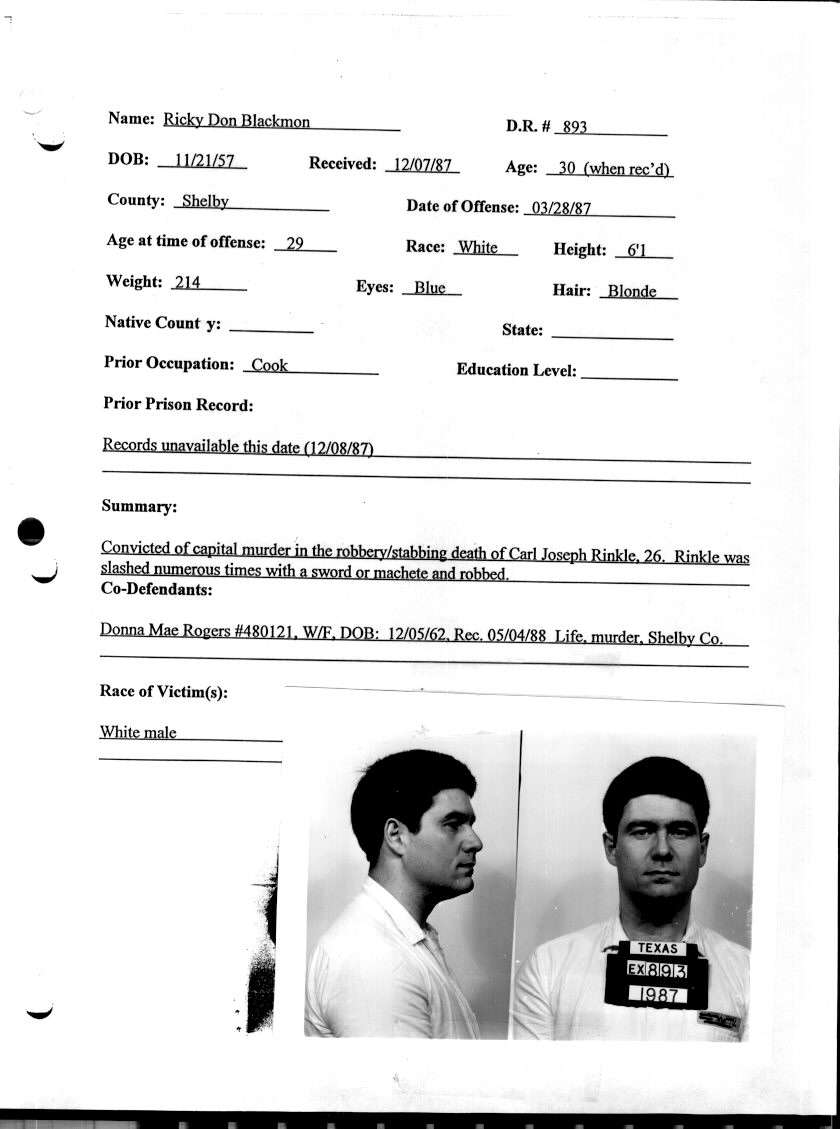 Name: Ricky Don Blackmon D.R. # 893
DOB: 11/21/57 Received: 12/07/87 Age: 30 (when rec'd)
County: Shelby Date of Offense: 03/28/87
Age at time of offense: 29 Race: White Height: 6'1
Weight: 214 Eyes: Blue Hair: Blonde
Native Count y: State:
Prior Occupation: Cook Education Level:
Prior Prison Record:
Records unavailable this date (12/08/87)
Summary:
Convicted of capital murder in the robbery/stabbing death of Carl Joseph Rinkle, 26. Rinkle was
slashed numerous times with a sword or machete and robbed.
Co-Defendants:
Donna Mae Rogers #480121, W/F, DOB: 12/05/62, Rec. 05/04/88 Life, murder, Shelby Co.
Race of Victim(s):
White male
TEXAS
EX893
1987